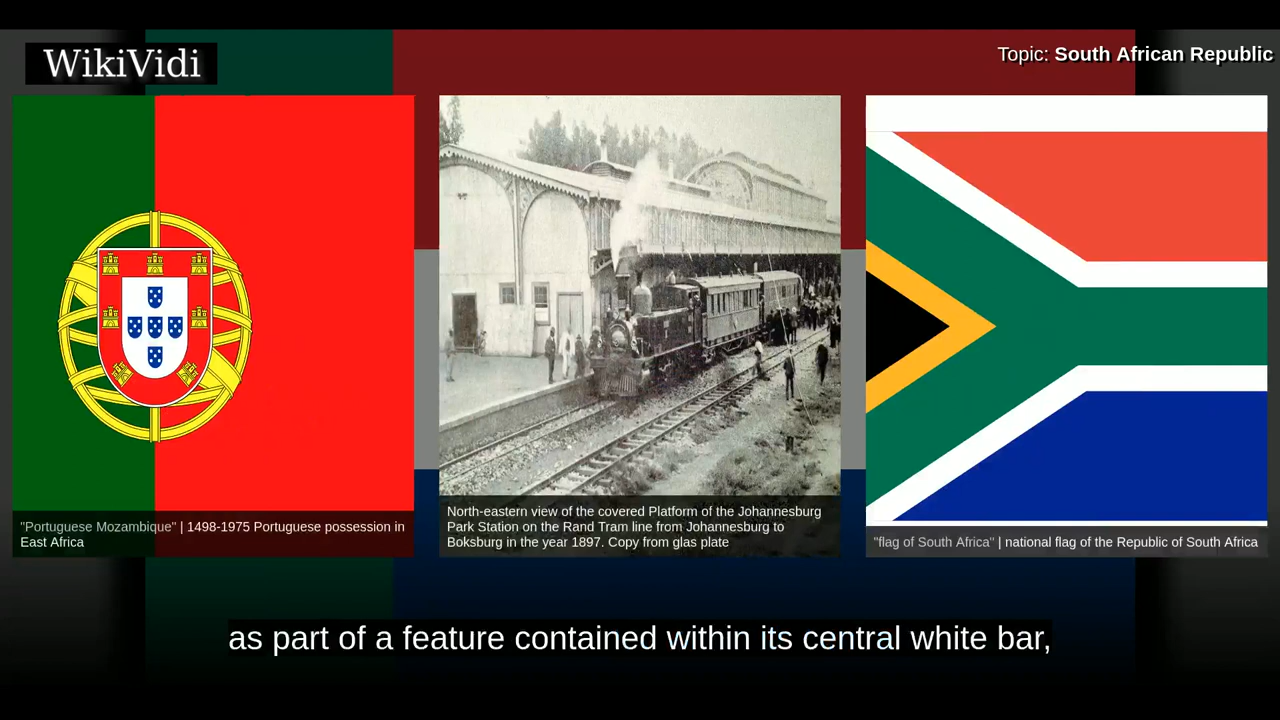 WikiVidi
Topic: South African Republic
"Portuguese Mozambique" | 1498-1975 Portuguese possession in
East Africa
North-eastern view of the covered Platform of the Johannesburg
Park Station on the Rand Tram line from Johannesburg to
Boksburg in the year 1897. Copy from glas plate
"flag of South Africa" | national flag of the Republic of South Africa
as part of a feature contained within its central white bar,